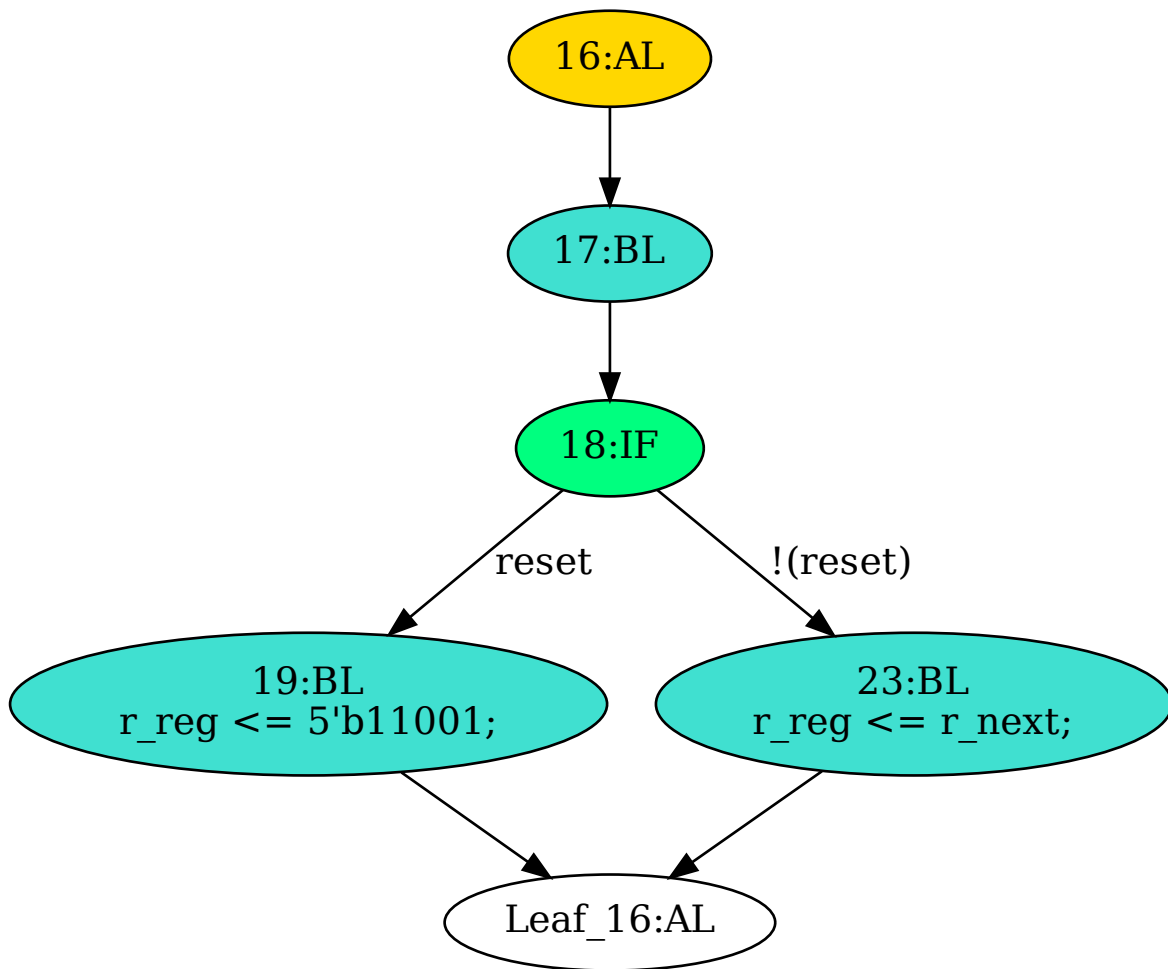 16:AL
17:BL
18:IF
reset
!(reset)
19:BL
r_reg <= 5'b11001;
23:BL
r_reg <= r_next;
Leaf_16:AL